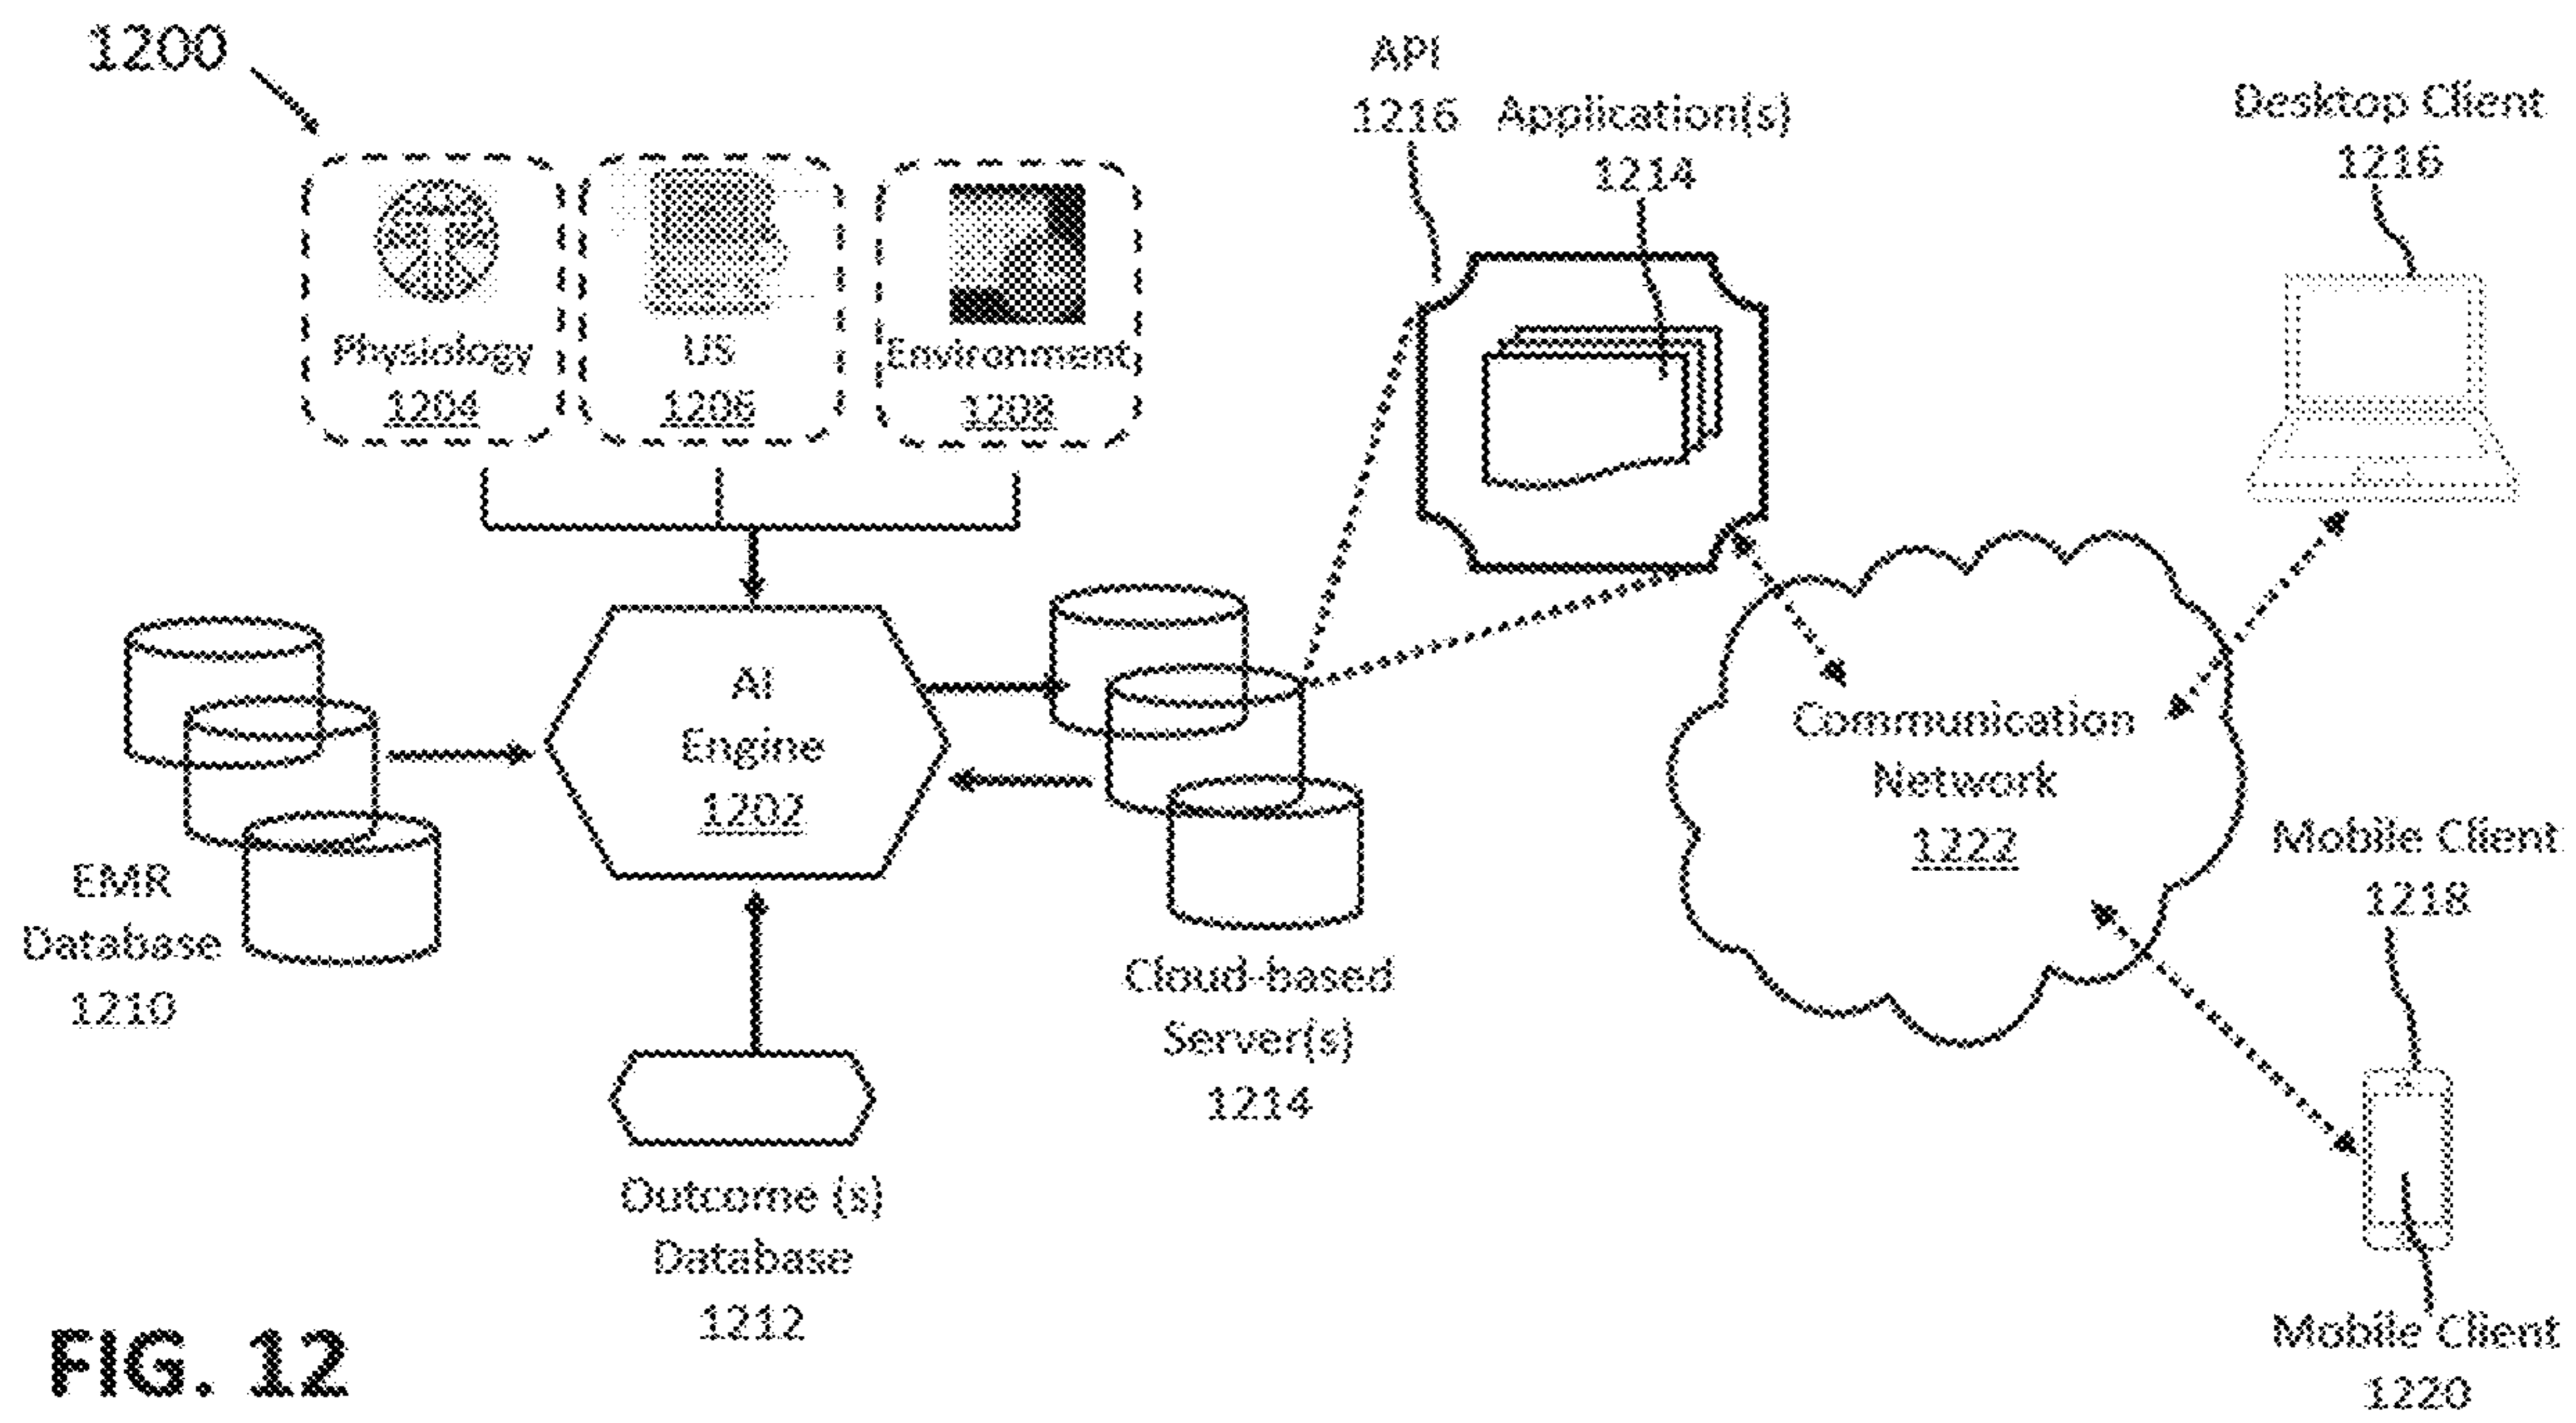 1200
API
1216
Application(s)
1214
Desktop Client
1216
Physiology
1204
US
1206
Environment
1208
AI
Engine
1202
EMR
Database
1210
Cloud-based
Server(s)
1214
Communication
Network
1222
Mobile Client
1218
Outcome (s)
Database
1212
Mobile Client
1220
FIG. 12